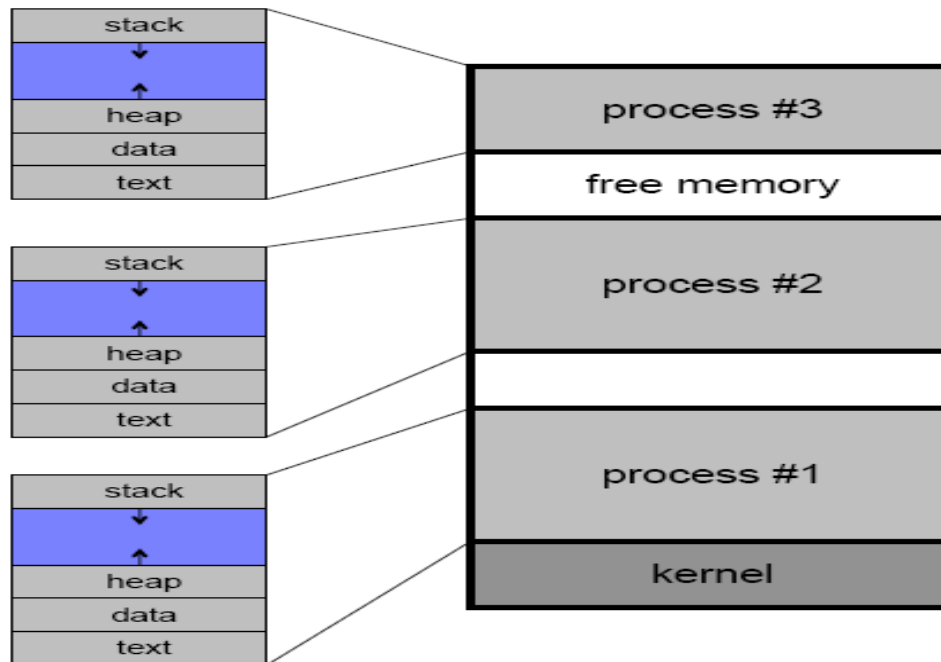 stack
heap
data
text
stack
heap
data
text
stack
heap
data
text
process #3
free memory
process #2
process #1
kernel